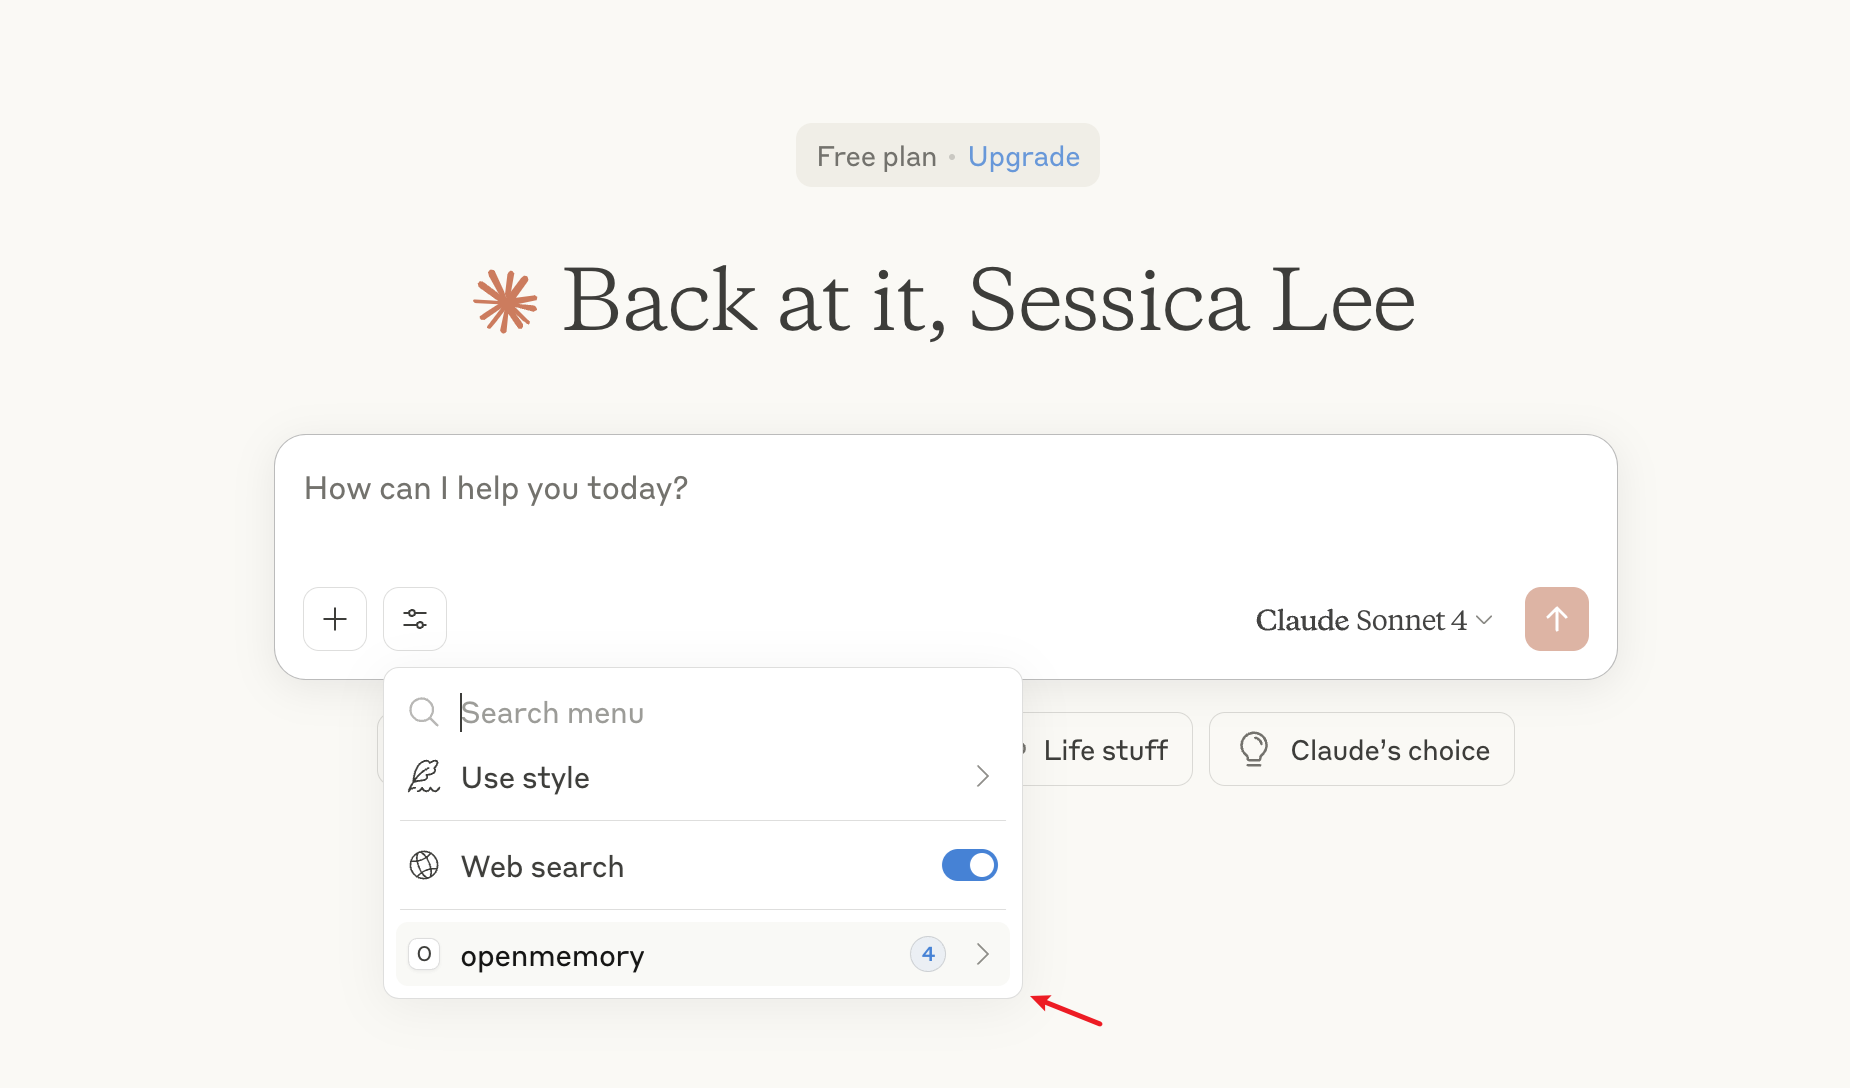 Free plan • Upgrade
Back at it, Sessica Lee
How can I help you today?
Claude Sonnet 4
Search menu
Use style
Life stuff
Claude's choice
Web search
O openmemory 4